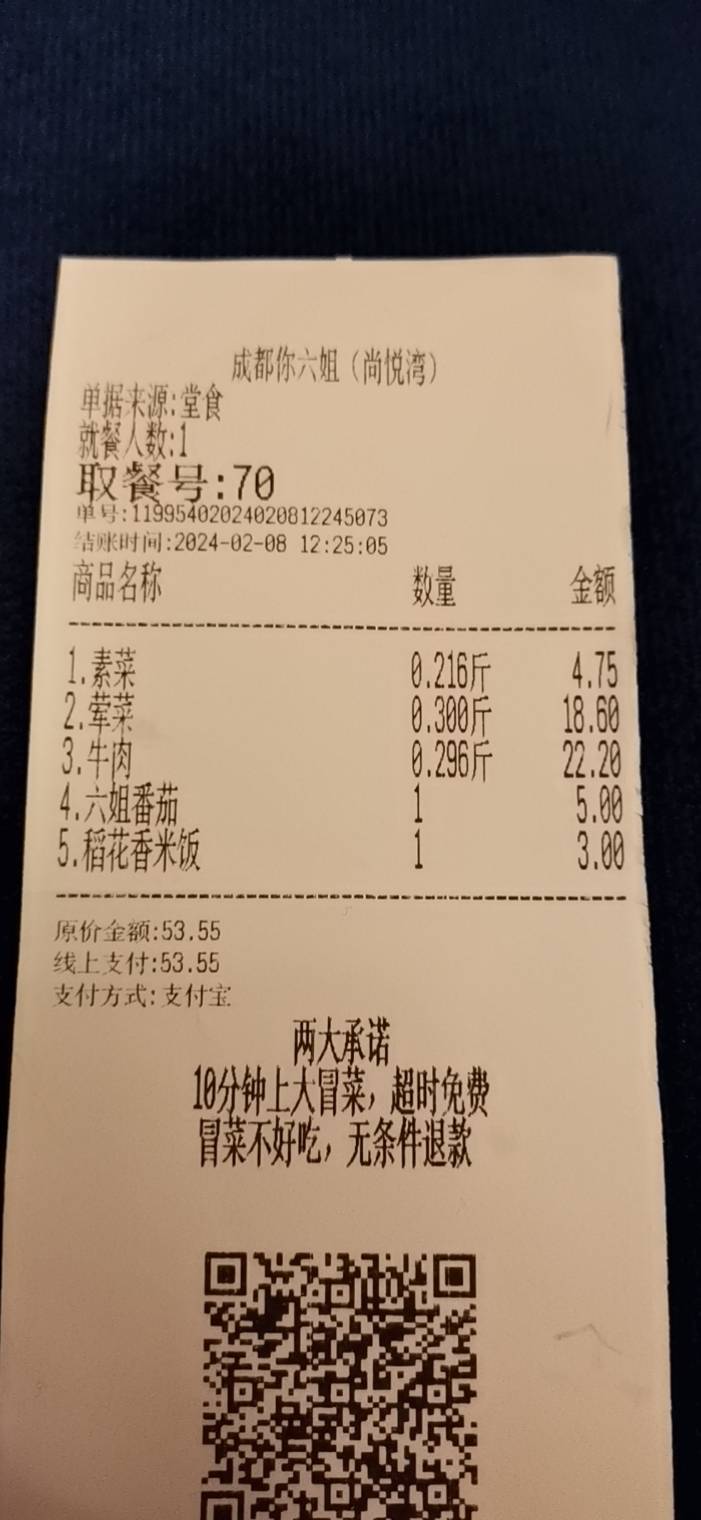 成都你六姐（尚悦湾）
单据来源:堂食
就餐人数:1
取餐号:70
单号:11995402024020812245073
结账时间:2024-02-08 12:25:05
商品名称 数量 金额
1.素菜 0.216斤 4.75
2.荤菜 0.300斤 18.60
3.牛肉 0.296斤 22.20
4.六姐番茄 1 5.00
5.稻花香米饭 1 3.00
原价金额:53.55
线上支付:53.55
支付方式:支付宝
两大承诺
10分钟上大冒菜，超时免费
冒菜不好吃，无条件退款